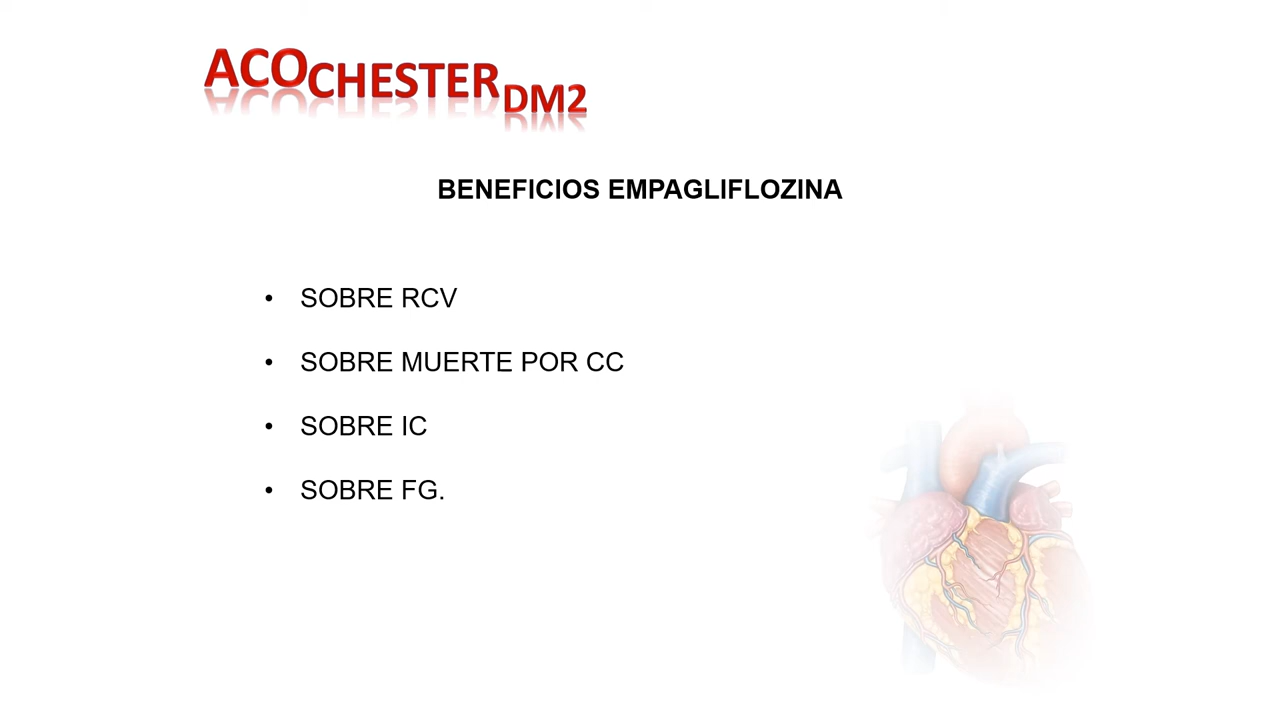 ACOCHESTERDM2
BENEFICIOS EMPAGLIFLOZINA
• SOBRE RCV
• SOBRE MUERTE POR CC
• SOBRE IC
• SOBRE FG.